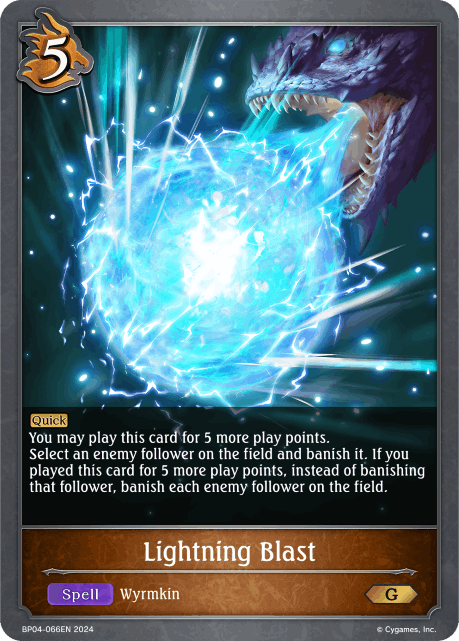 5
Quick
You may play this card for 5 more play points.
Select an enemy follower on the field and banish it. If you
played this card for 5 more play points, instead of banishing
that follower, banish each enemy follower on the field.
Lightning Blast
Spell Wyrmkin G
BP04-066EN 2024 © Cygames, Inc.